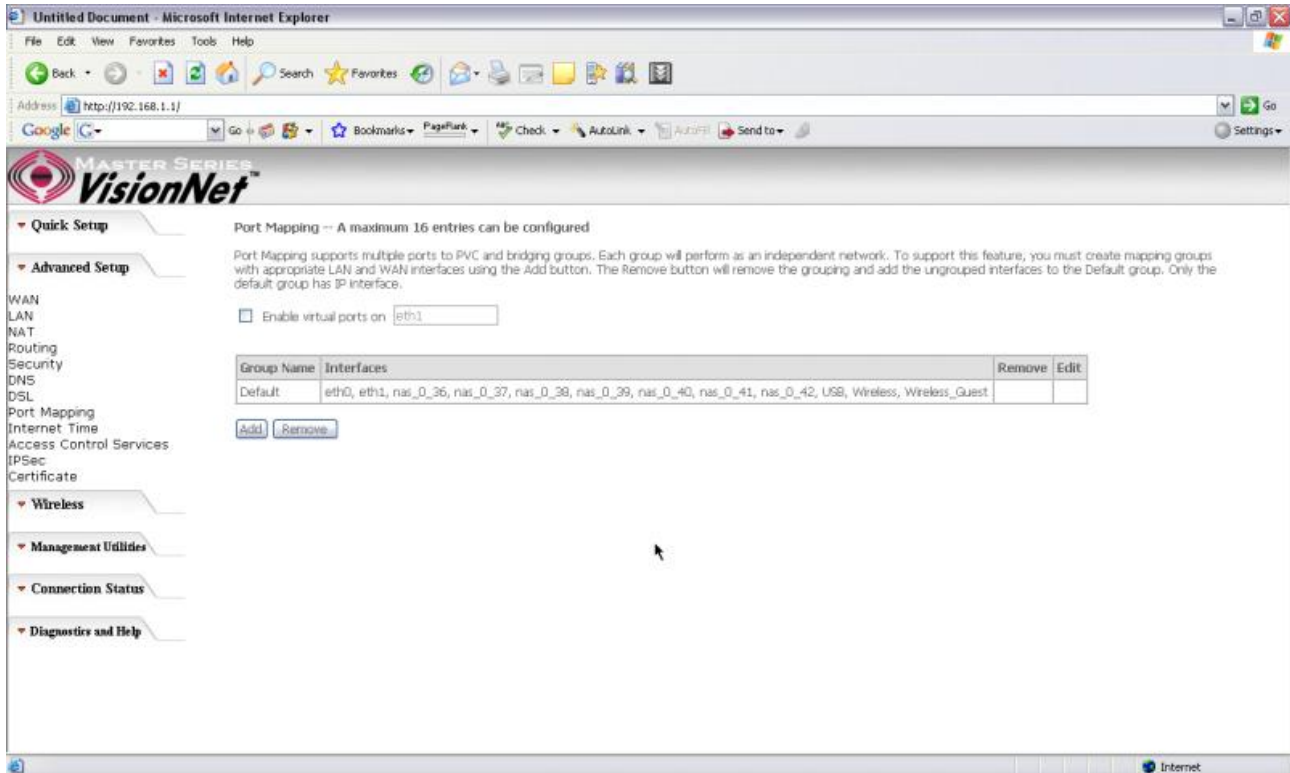 Untitled Document - Microsoft Internet Explorer
File Edit View Favorites Tools Help
Back Search Favorites
Address http://192.168.1.1/ Go
Google G Go Bookmarks PageRank Check AutoLink AutoFill Send to Settings
MASTER SERIES
VisionNet™
Quick Setup
Advanced Setup
WAN
LAN
NAT
Routing
Security
DNS
DSL
Port Mapping
Internet Time
Access Control Services
IPSec
Certificate
Wireless
Management Utilities
Connection Status
Diagnostics and Help
Port Mapping -- A maximum 16 entries can be configured
Port Mapping supports multiple ports to PVC and bridging groups. Each group will perform as an independent network. To support this feature, you must create mapping groups
with appropriate LAN and WAN interfaces using the Add button. The Remove button will remove the grouping and add the ungrouped interfaces to the Default group. Only the
default group has IP interface.
Enable virtual ports on eth1
Group Name Interfaces Remove Edit
Default eth0, eth1, nas_0_36, nas_0_37, nas_0_38, nas_0_39, nas_0_40, nas_0_41, nas_0_42, USB, Wireless, Wireless_Guest
Add Remove
Internet